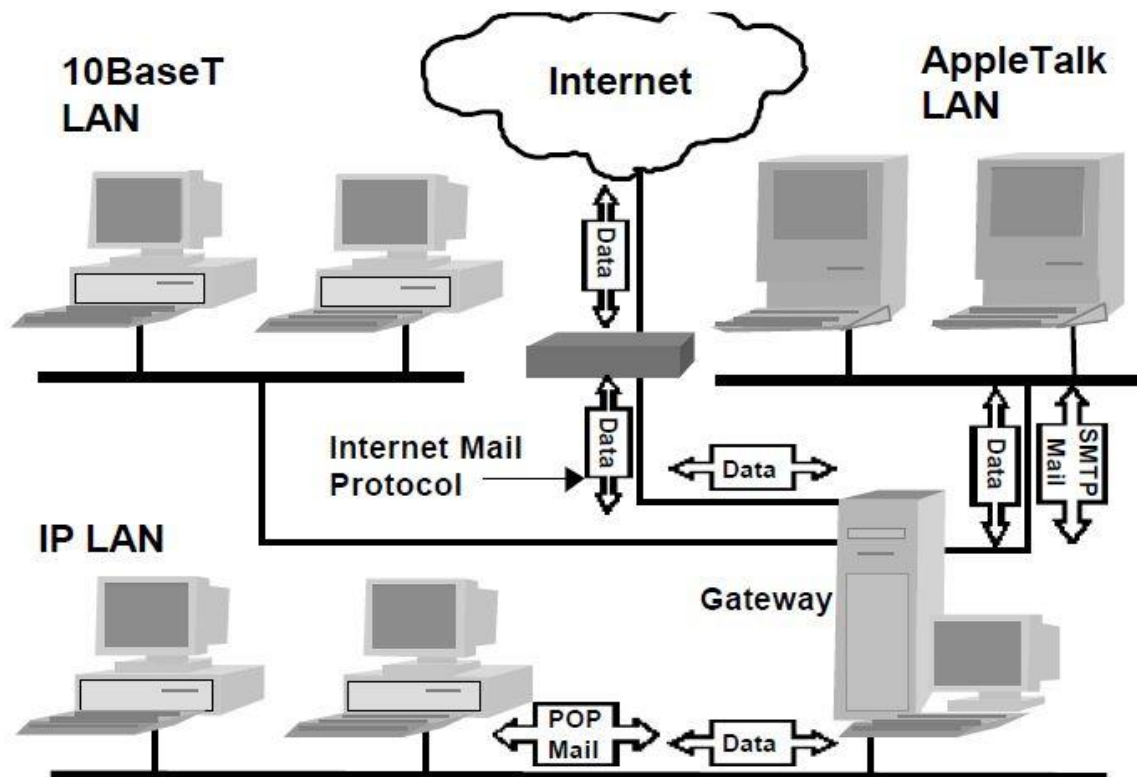 10BaseT
LAN
Internet
AppleTalk
LAN
Data
Internet Mail
Protocol
Data
Data
Data
SMTP
Mail
IP LAN
Gateway
POP
Mail
Data